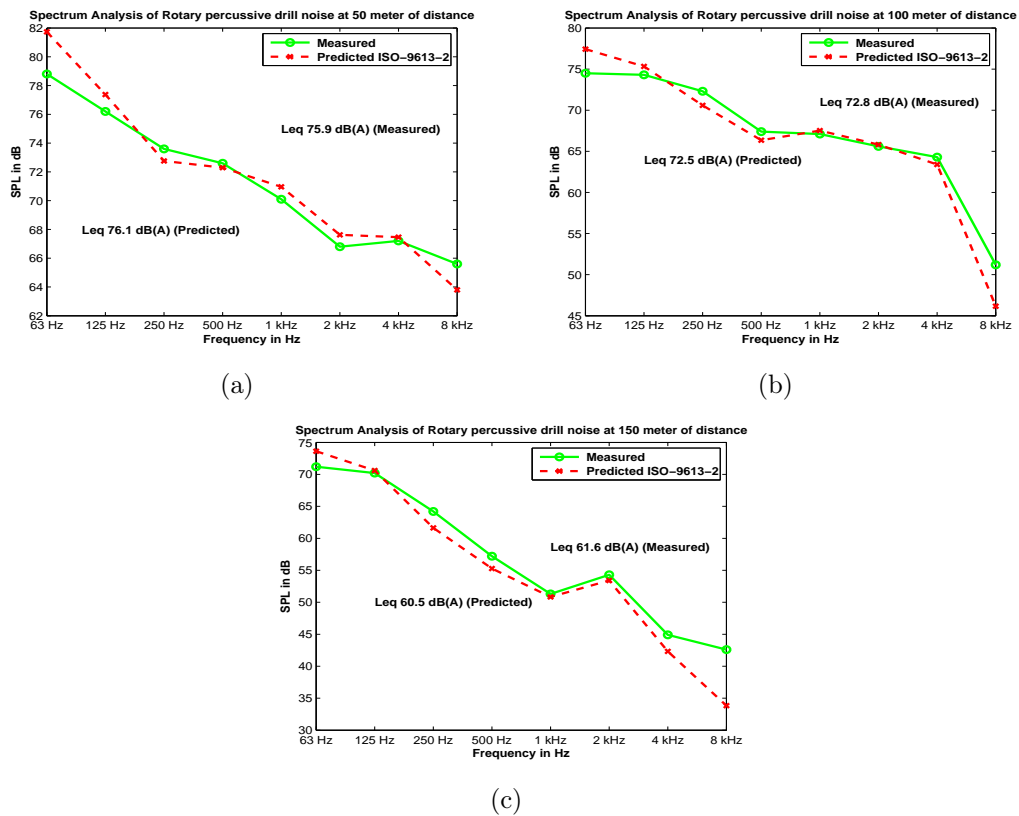 Spectrum Analysis of Rotary percussive drill noise at 50 meter of distance
82
80
78
76
74
72
70
68
66
64
62
SPL in dB
Measured
Predicted ISO−9613−2
Leq 75.9 dB(A) (Measured)
Leq 76.1 dB(A) (Predicted)
63 Hz 125 Hz 250 Hz 500 Hz 1 kHz 2 kHz 4 kHz 8 kHz
Frequency in Hz
(a)
Spectrum Analysis of Rotary percussive drill noise at 100 meter of distance
80
75
70
65
60
55
50
45
SPL in dB
Measured
Predicted ISO−9613−2
Leq 72.8 dB(A) (Measured)
Leq 72.5 dB(A) (Predicted)
63 Hz 125 Hz 250 Hz 500 Hz 1 kHz 2 kHz 4 kHz 8 kHz
Frequency in Hz
(b)
Spectrum Analysis of Rotary percussive drill noise at 150 meter of distance
75
70
65
60
55
50
45
40
35
30
SPL in dB
Measured
Predicted ISO−9613−2
Leq 61.6 dB(A) (Measured)
Leq 60.5 dB(A) (Predicted)
63 Hz 125 Hz 250 Hz 500 Hz 1 kHz 2 kHz 4 kHz 8 kHz
Frequency in Hz
(c)